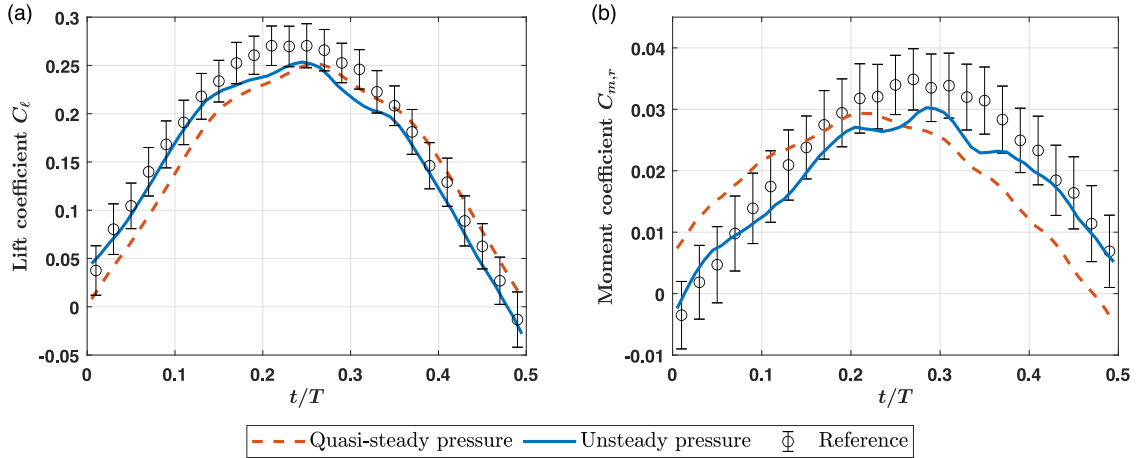 (a)
Lift coefficient C_ℓ
0.3
0.25
0.2
0.15
0.1
0.05
0
-0.05
0 0.1 0.2 0.3 0.4 0.5
t/T
(b)
Moment coefficient C_{m,r}
0.04
0.03
0.02
0.01
0
-0.01
0 0.1 0.2 0.3 0.4 0.5
t/T
Quasi-steady pressure Unsteady pressure Reference